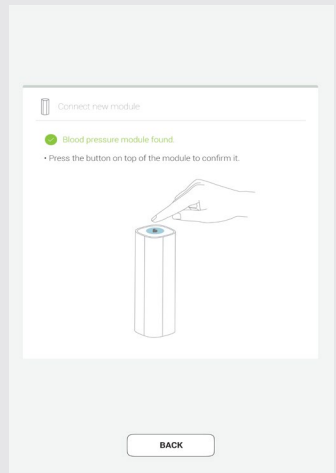 Connect new module
Blood pressure module found.
• Press the button on top of the module to confirm it.
BACK